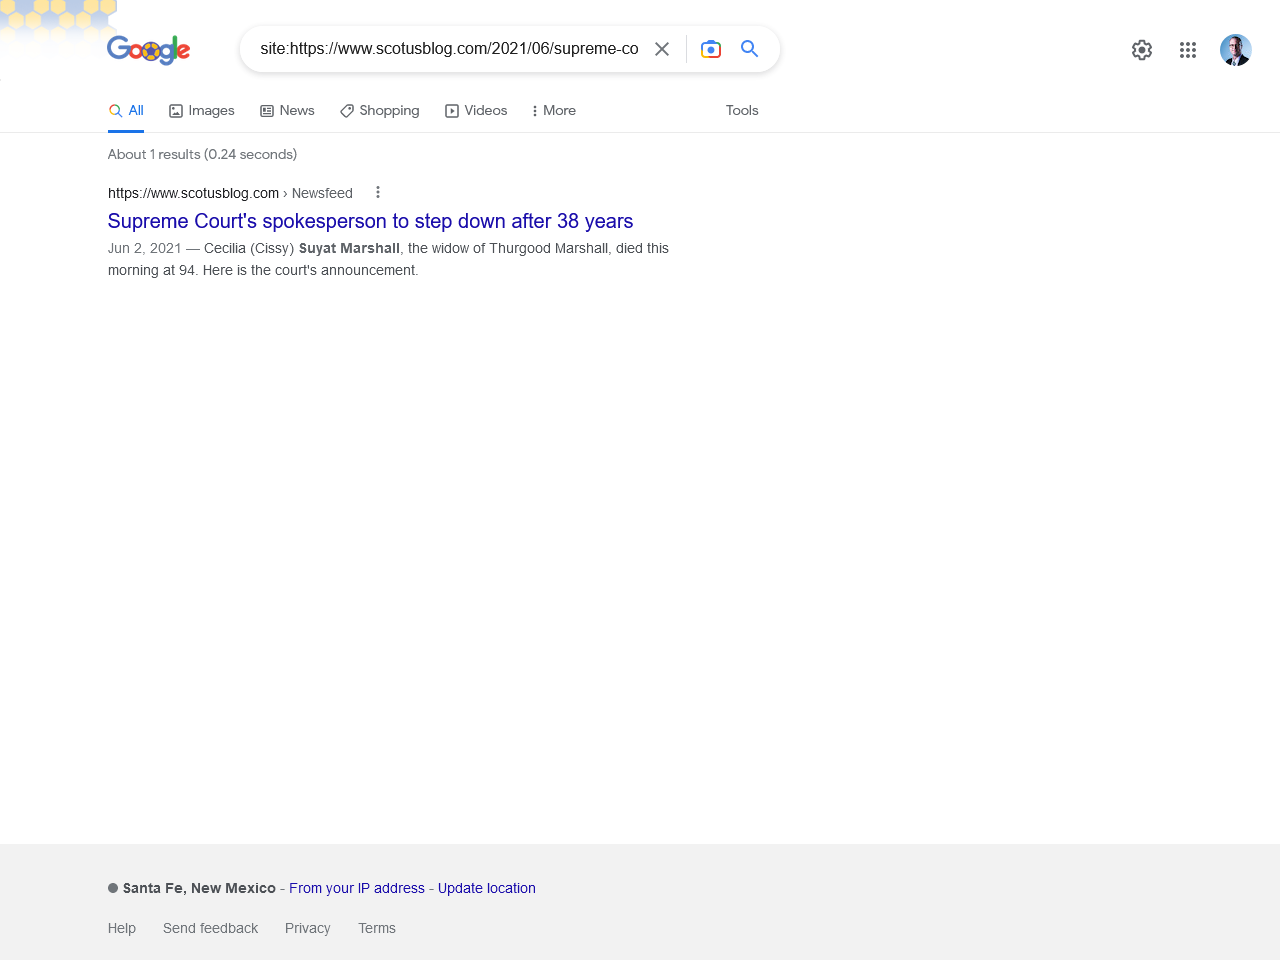 Google
site:https://www.scotusblog.com/2021/06/supreme-co
All
Images
News
Shopping
Videos
More
Tools
About 1 results (0.24 seconds)
https://www.scotusblog.com › Newsfeed
Supreme Court's spokesperson to step down after 38 years
Jun 2, 2021 — Cecilia (Cissy) Suyat Marshall, the widow of Thurgood Marshall, died this
morning at 94. Here is the court's announcement.
Santa Fe, New Mexico - From your IP address - Update location
Help
Send feedback
Privacy
Terms